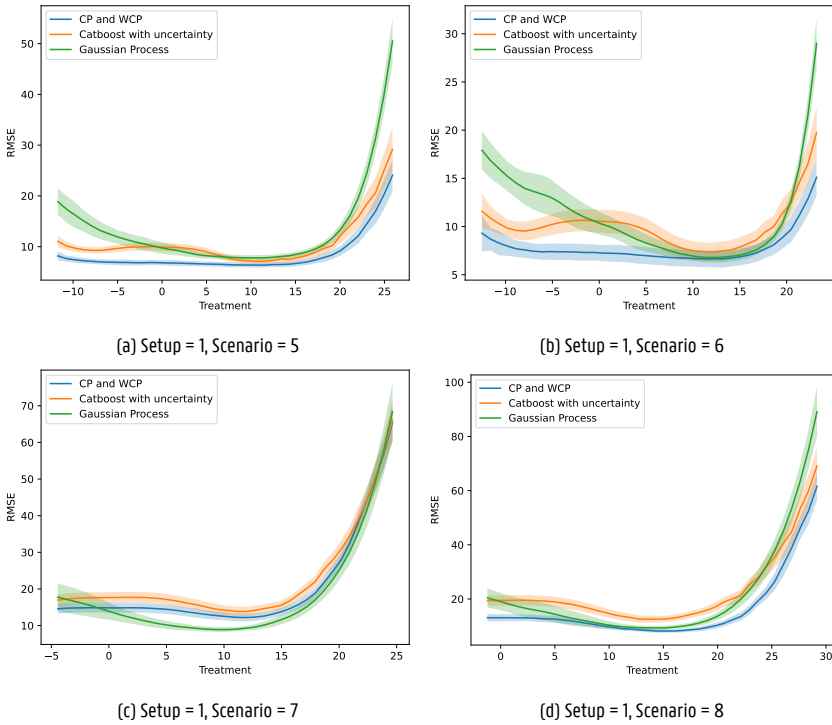 CP and WCP
Catboost with uncertainty
Gaussian Process
50
40
30
20
10
RMSE
−10 −5 0 5 10 15 20 25
Treatment
(a) Setup = 1, Scenario = 5
CP and WCP
Catboost with uncertainty
Gaussian Process
30
25
20
15
10
5
RMSE
−10 −5 0 5 10 15 20
Treatment
(b) Setup = 1, Scenario = 6
CP and WCP
Catboost with uncertainty
Gaussian Process
70
60
50
40
30
20
10
RMSE
−5 0 5 10 15 20 25
Treatment
(c) Setup = 1, Scenario = 7
CP and WCP
Catboost with uncertainty
Gaussian Process
100
80
60
40
20
RMSE
0 5 10 15 20 25 30
Treatment
(d) Setup = 1, Scenario = 8